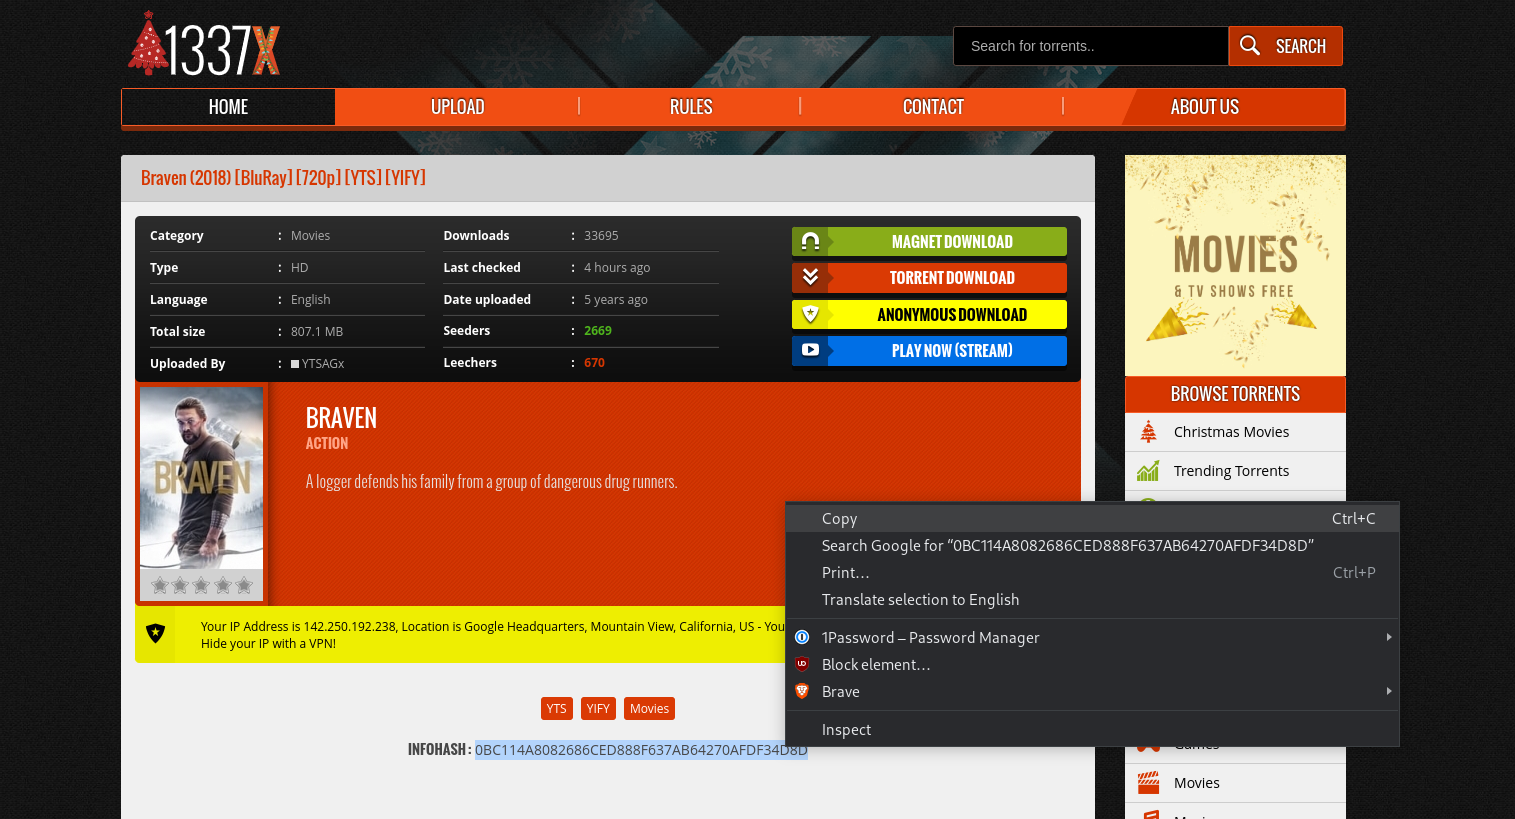 1337X
Search for torrents..
SEARCH
HOME
UPLOAD
RULES
CONTACT
ABOUT US
Braven (2018) [BluRay] [720p] [YTS] [YIFY]
Category : Movies
Type : HD
Language : English
Total size : 807.1 MB
Uploaded By : YTSAGx
Downloads : 33695
Last checked : 4 hours ago
Date uploaded : 5 years ago
Seeders : 2669
Leechers : 670
MAGNET DOWNLOAD
TORRENT DOWNLOAD
ANONYMOUS DOWNLOAD
PLAY NOW (STREAM)
BRAVEN
BRAVEN
ACTION
A logger defends his family from a group of dangerous drug runners.
Your IP Address is 142.250.192.238, Location is Google Headquarters, Mountain View, California, US - You
Hide your IP with a VPN!
YTS
YIFY
Movies
INFOHASH : 0BC114A8082686CED888F637AB64270AFDF34D8D
Copy Ctrl+C
Search Google for “0BC114A8082686CED888F637AB64270AFDF34D8D”
Print… Ctrl+P
Translate selection to English
1Password – Password Manager
Block element…
Brave
Inspect
MOVIES
& TV SHOWS FREE
BROWSE TORRENTS
Christmas Movies
Trending Torrents
Games
Movies